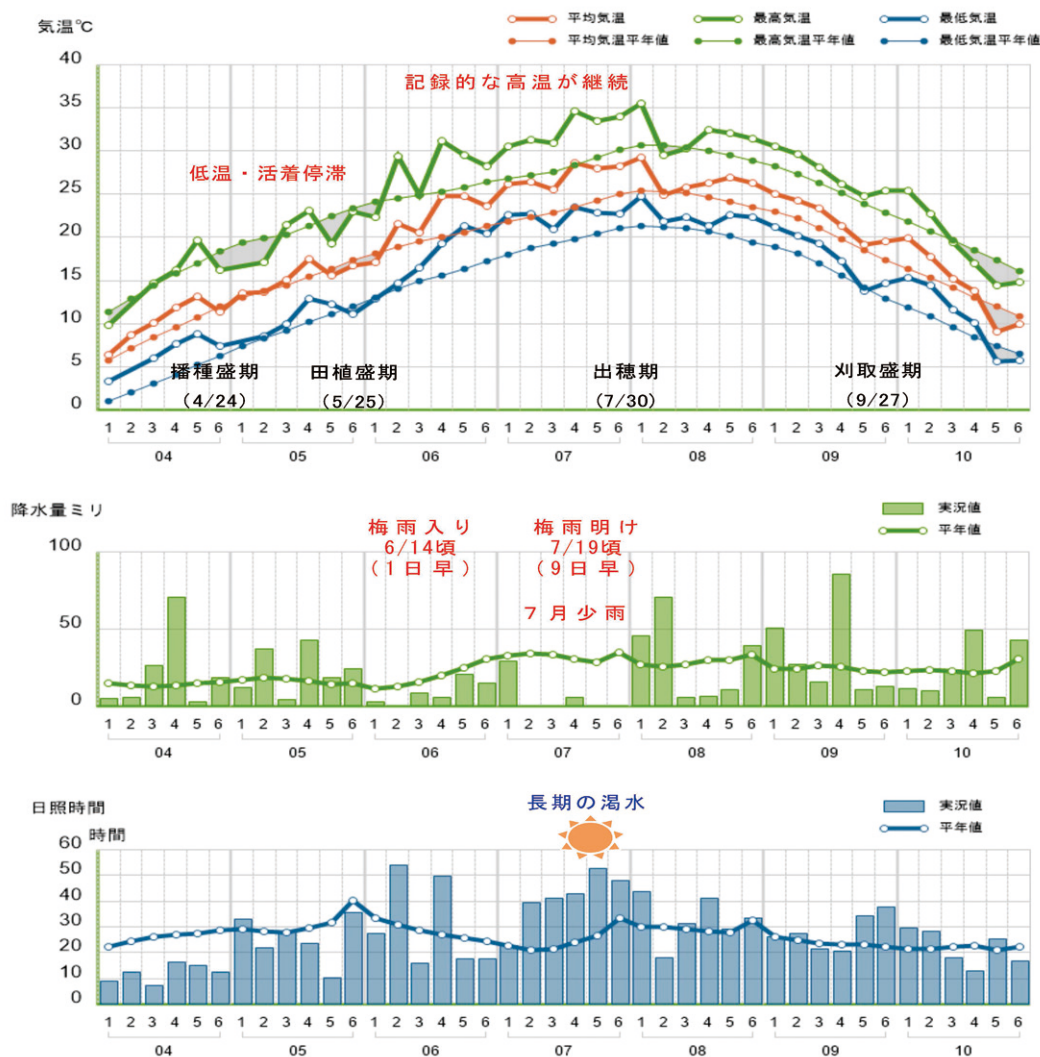 気温℃
平均気温 最高気温 最低気温
平均気温平年値 最高気温平年値 最低気温平年値
40
35
30
25
20
15
10
5
0
記録的な高温が継続
低温・活着停滞
播種盛期 田植盛期 出穂期 刈取盛期
(4/24) (5/25) (7/30) (9/27)
1 2 3 4 5 6 1 2 3 4 5 6 1 2 3 4 5 6 1 2 3 4 5 6 1 2 3 4 5 6 1 2 3 4 5 6 1 2 3 4 5 6
04 05 06 07 08 09 10
降水量ミリ
実況値
平年値
100
50
0
梅雨入り 梅雨明け
6/14頃 7/19頃
(1日早) (9日早)
7月少雨
1 2 3 4 5 6 1 2 3 4 5 6 1 2 3 4 5 6 1 2 3 4 5 6 1 2 3 4 5 6 1 2 3 4 5 6 1 2 3 4 5 6
04 05 06 07 08 09 10
日照時間
時間
長期の渇水
実況値
平年値
60
50
40
30
20
10
0
1 2 3 4 5 6 1 2 3 4 5 6 1 2 3 4 5 6 1 2 3 4 5 6 1 2 3 4 5 6 1 2 3 4 5 6 1 2 3 4 5 6
04 05 06 07 08 09 10